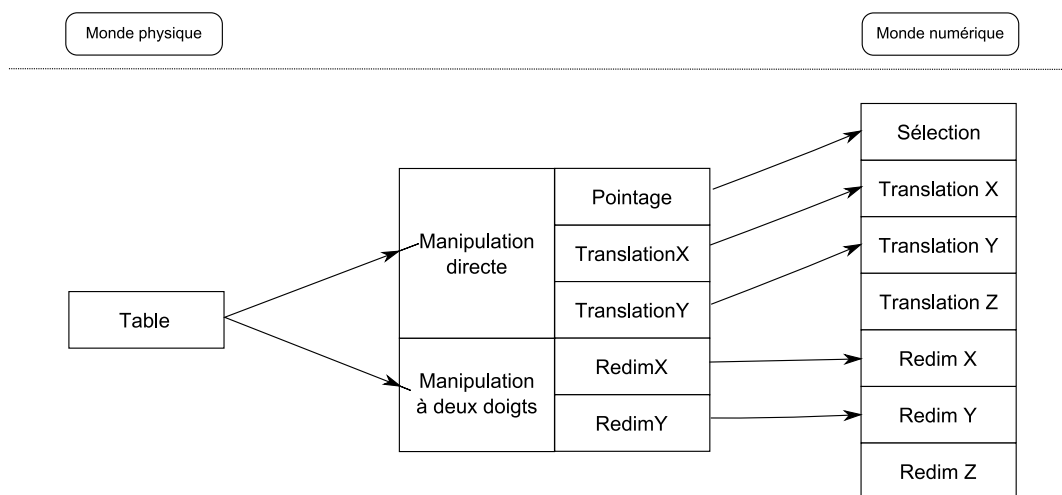 Monde physique
Monde numérique
Sélection
Pointage
Translation X
Manipulation
directe
TranslationX
Translation Y
TranslationY
Translation Z
Table
RedimX
Redim X
Manipulation
à deux doigts
RedimY
Redim Y
Redim Z